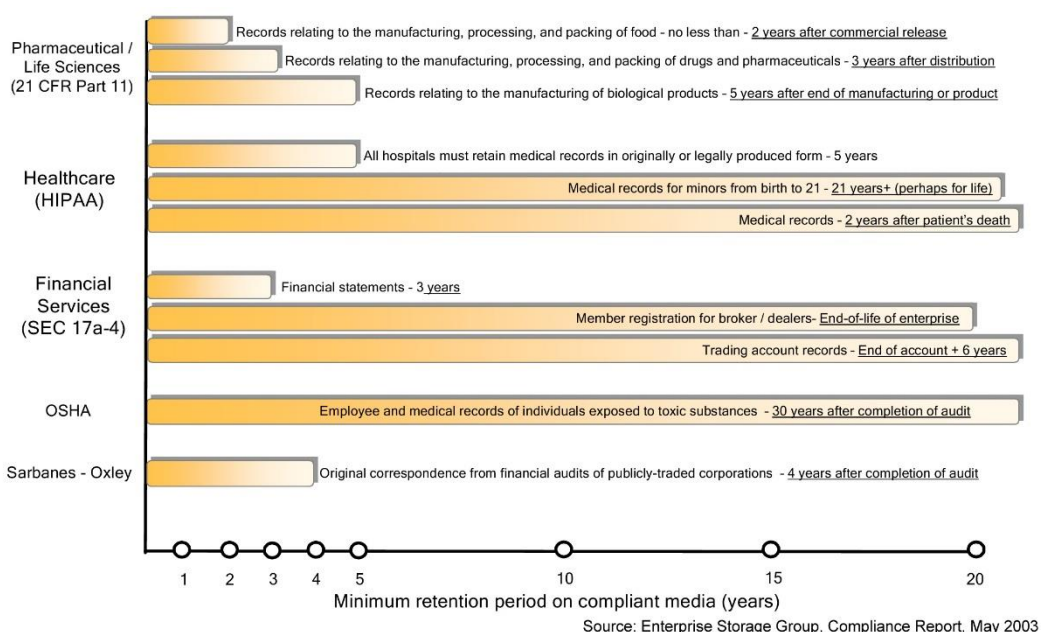 Pharmaceutical /
Life Sciences
(21 CFR Part 11)
Records relating to the manufacturing, processing, and packing of food - no less than - 2 years after commercial release
Records relating to the manufacturing, processing, and packing of drugs and pharmaceuticals - 3 years after distribution
Records relating to the manufacturing of biological products - 5 years after end of manufacturing or product
Healthcare
(HIPAA)
All hospitals must retain medical records in originally or legally produced form - 5 years
Medical records for minors from birth to 21 - 21 years+ (perhaps for life)
Medical records - 2 years after patient's death
Financial
Services
(SEC 17a-4)
Financial statements - 3 years
Member registration for broker / dealers- End-of-life of enterprise
Trading account records - End of account + 6 years
OSHA
Employee and medical records of individuals exposed to toxic substances - 30 years after completion of audit
Sarbanes - Oxley
Original correspondence from financial audits of publicly-traded corporations - 4 years after completion of audit
1 2 3 4 5 10 15 20
Minimum retention period on compliant media (years)
Source: Enterprise Storage Group, Compliance Report, May 2003